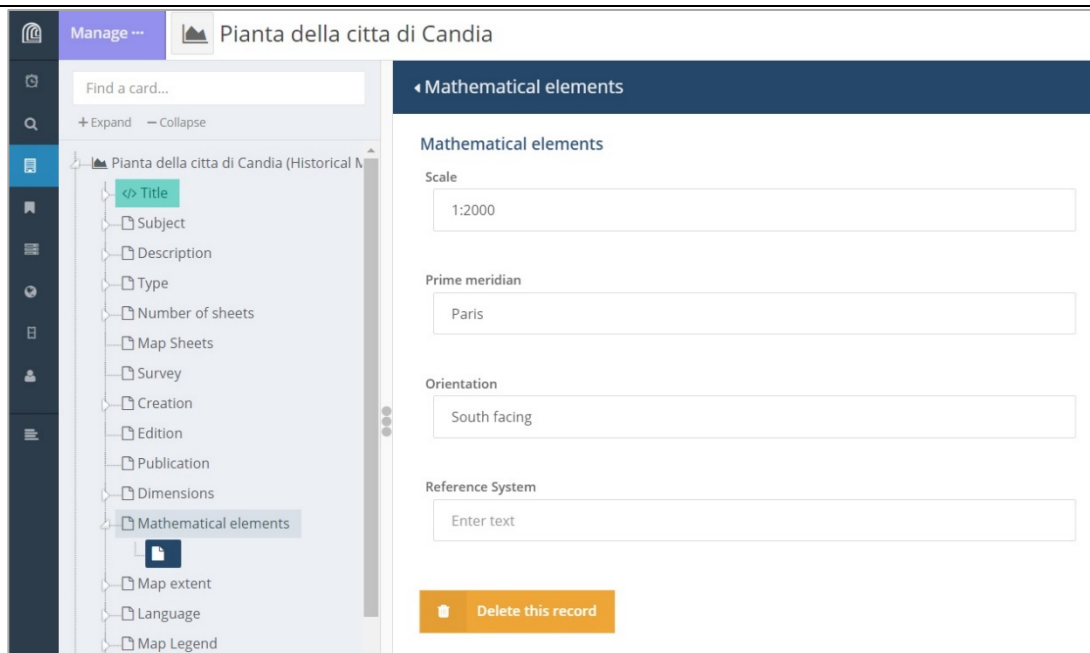 Manage ···
Pianta della citta di Candia
Find a card...
+ Expand − Collapse
Pianta della citta di Candia (Historical M
</> Title
Subject
Description
Type
Number of sheets
Map Sheets
Survey
Creation
Edition
Publication
Dimensions
Mathematical elements
Map extent
Language
Map Legend
Mathematical elements
Mathematical elements
Scale
1:2000
Prime meridian
Paris
Orientation
South facing
Reference System
Enter text
Delete this record